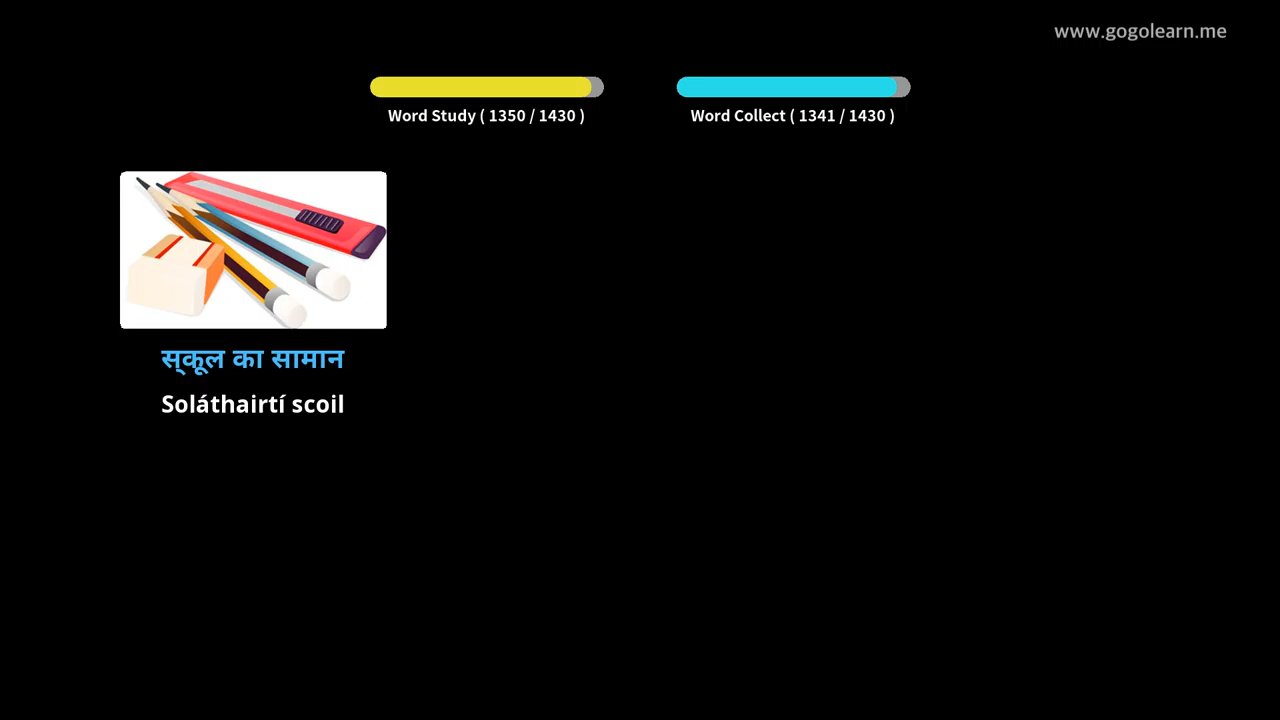 www.gogolearn.me
Word Study ( 1350 / 1430 )
Word Collect ( 1341 / 1430 )
स्कूल का सामान
Soláthairtí scoil